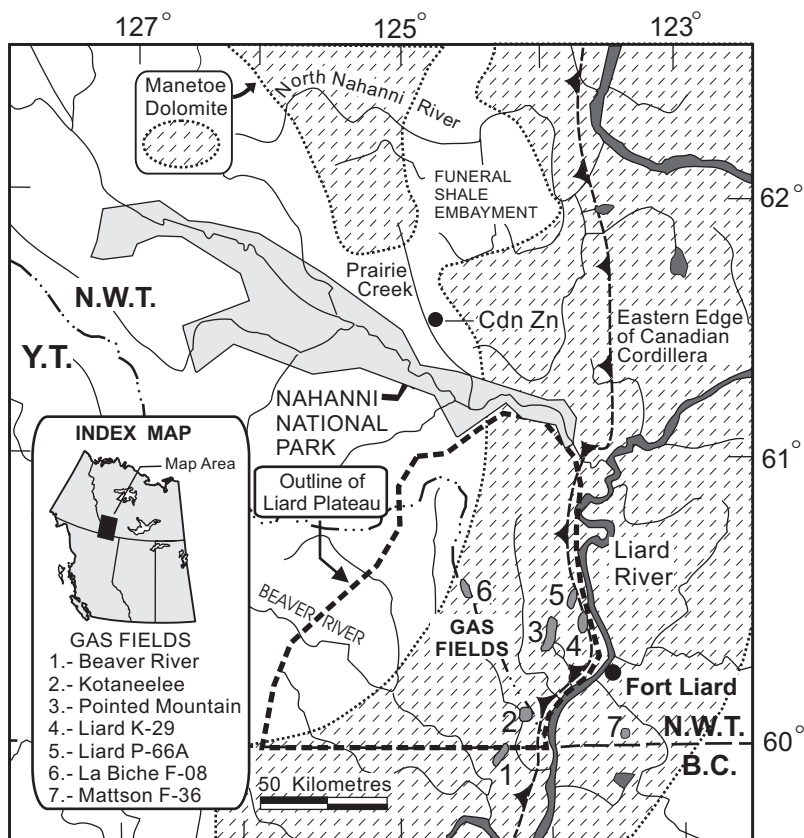 127°
125°
123°
Manetoe
Dolomite
North Nahanni River
FUNERAL
SHALE
EMBAYMENT
62°
Prairie
Creek
N.W.T.
Cdn Zn
Eastern Edge
of Canadian
Cordillera
Y.T.
NAHANNI
NATIONAL
PARK
INDEX MAP
Map Area
61°
Outline of
Liard Plateau
Liard
River
BEAVER RIVER
6
5
GAS
FIELDS
3
4
GAS FIELDS
1.- Beaver River
2.- Kotaneelee
3.- Pointed Mountain
4.- Liard K-29
5.- Liard P-66A
6.- La Biche F-08
7.- Mattson F-36
Fort Liard
2
7
N.W.T.
60°
B.C.
1
50 Kilometres
127°
125°
123°